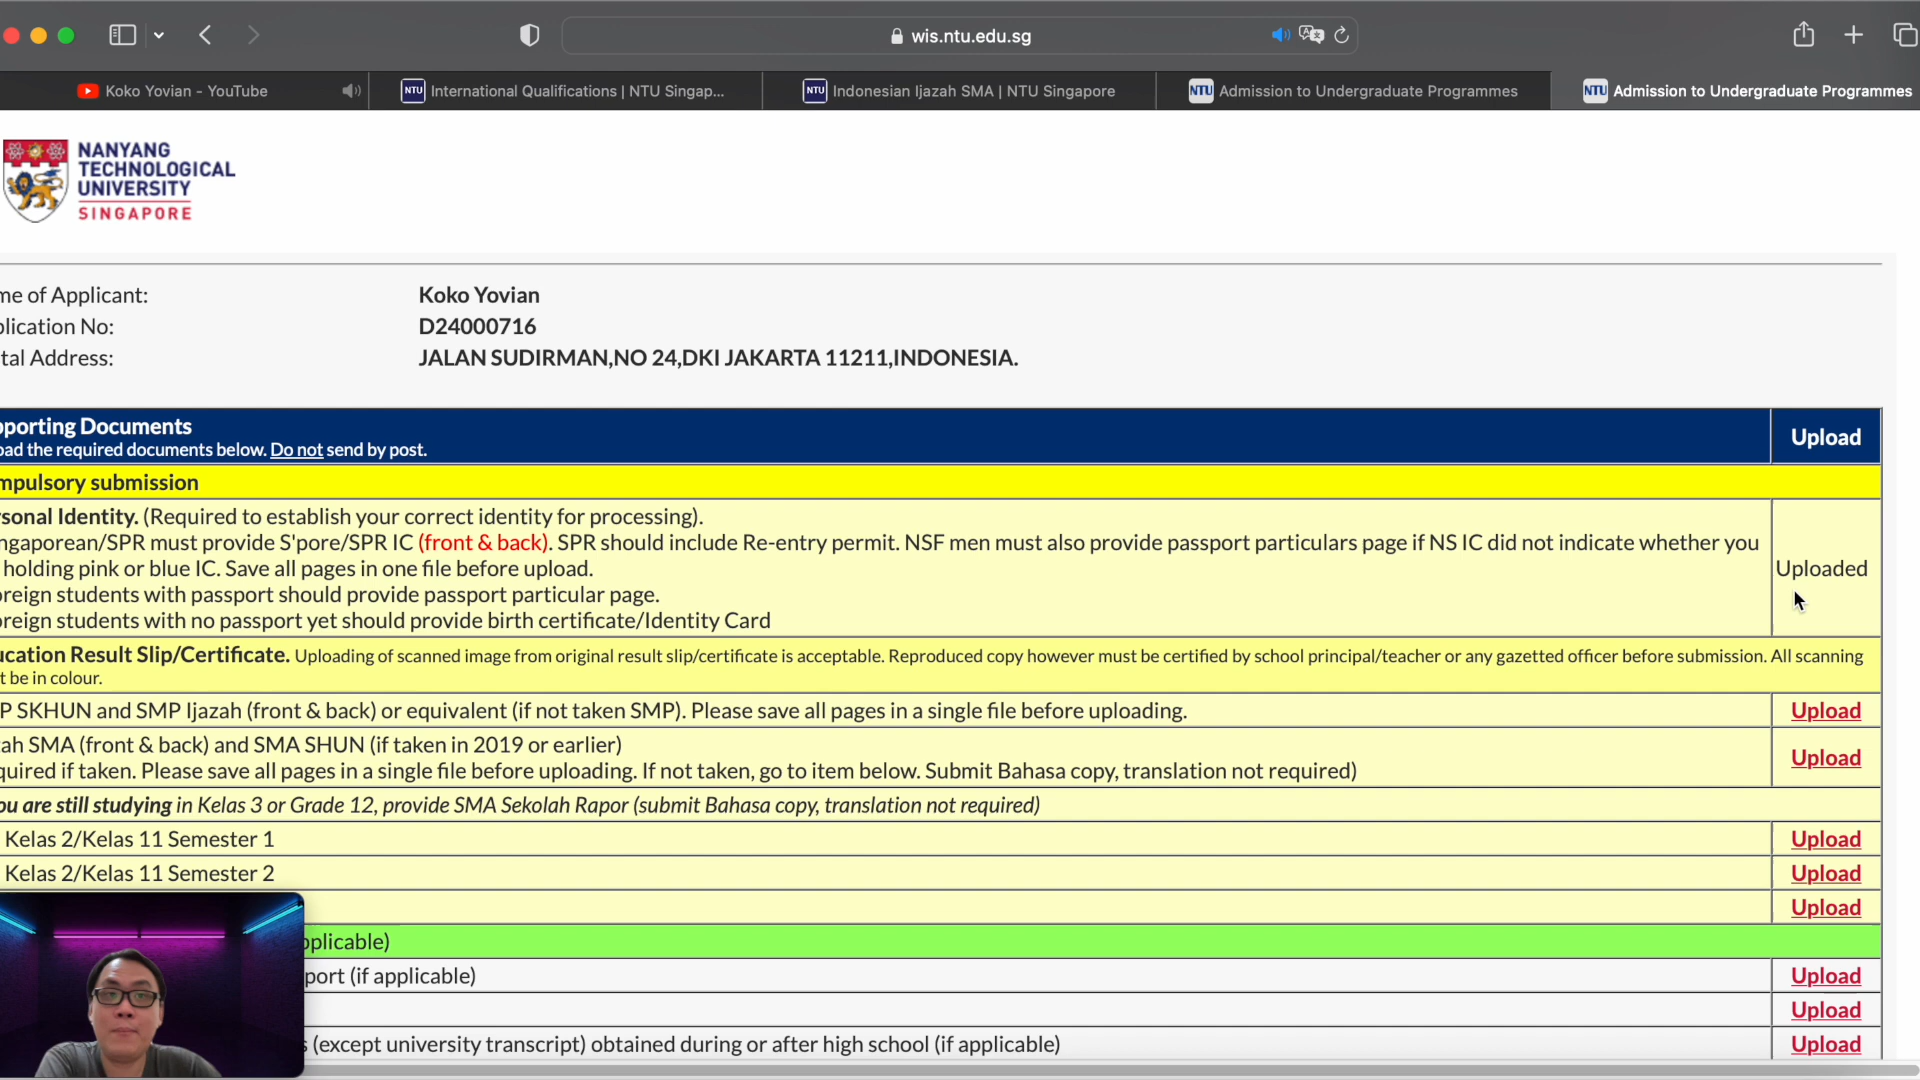 wis.ntu.edu.sg
Koko Yovian - YouTube
NTU International Qualifications | NTU Singap...
NTU Indonesian Ijazah SMA | NTU Singapore
NTU Admission to Undergraduate Programmes
NTU Admission to Undergraduate Programmes
NANYANG
TECHNOLOGICAL
UNIVERSITY
SINGAPORE
me of Applicant: Koko Yovian
plication No: D24000716
tal Address: JALAN SUDIRMAN,NO 24,DKI JAKARTA 11211,INDONESIA.
pporting Documents
oad the required documents below. Do not send by post.
Upload
mpulsory submission
rsonal Identity. (Required to establish your correct identity for processing).
ngaporean/SPR must provide S'pore/SPR IC (front & back). SPR should include Re-entry permit. NSF men must also provide passport particulars page if NS IC did not indicate whether you
holding pink or blue IC. Save all pages in one file before upload.
oreign students with passport should provide passport particular page.
oreign students with no passport yet should provide birth certificate/Identity Card
Uploaded
ucation Result Slip/Certificate. Uploading of scanned image from original result slip/certificate is acceptable. Reproduced copy however must be certified by school principal/teacher or any gazetted officer before submission. All scanning
t be in colour.
P SKHUN and SMP Ijazah (front & back) or equivalent (if not taken SMP). Please save all pages in a single file before uploading. Upload
ah SMA (front & back) and SMA SHUN (if taken in 2019 or earlier)
quired if taken. Please save all pages in a single file before uploading. If not taken, go to item below. Submit Bahasa copy, translation not required)
Upload
ou are still studying in Kelas 3 or Grade 12, provide SMA Sekolah Rapor (submit Bahasa copy, translation not required)
Kelas 2/Kelas 11 Semester 1 Upload
Kelas 2/Kelas 11 Semester 2 Upload
Upload
pplicable)
port (if applicable) Upload
Upload
s (except university transcript) obtained during or after high school (if applicable) Upload